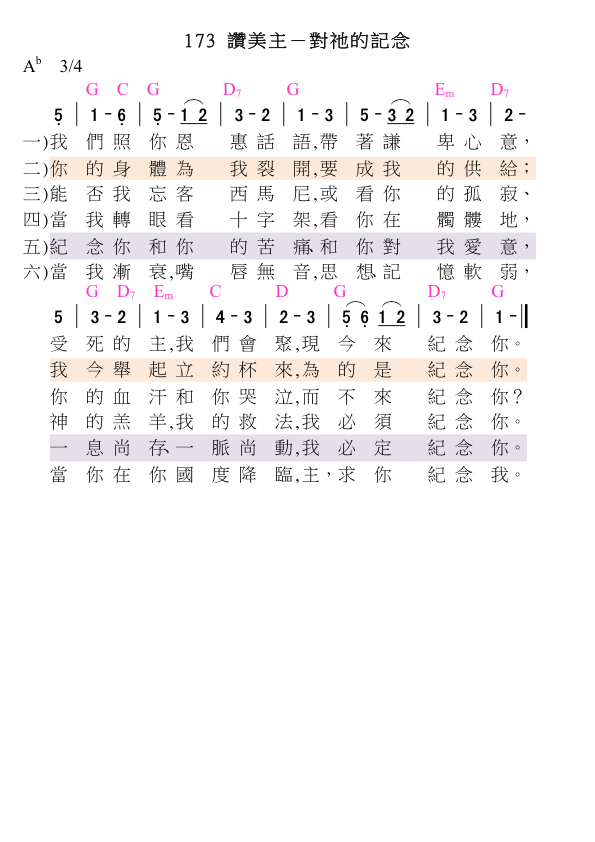 173 讚美主－對祂的記念
A♭ 3/4
G C G D7 G Em D7
5̣ | 1 - 6̣ | 5̣ - 1 2 | 3 - 2 | 1 - 3 | 5 - 3 2 | 1 - 3 | 2 -
一)我們照你恩惠話語,帶著謙卑心意，
二)你的身體為我裂開,要成我的供給；
三)能否我忘客西馬尼,或看你的孤寂、
四)當我轉眼看十字架,看你在髑髏地，
五)紀念你和你的苦痛、和你對我愛意，
六)當我漸衰,嘴唇無音,思想、記憶軟弱，
G D7 Em C D G D7 G
5 | 3 - 2 | 1 - 3 | 4 - 3 | 2 - 3 | 5̣ 6̣ 1 2 | 3 - 2 | 1 - ‖
受死的主,我們會聚,現今來紀念你。
我今舉起立約杯來,為的是紀念你。
你的血汗和你哭泣,而不來紀念你?
神的羔羊,我的救法,我必須紀念你。
一息尚存、一脈尚動,我必定紀念你。
當你在你國度降臨,主，求你紀念我。